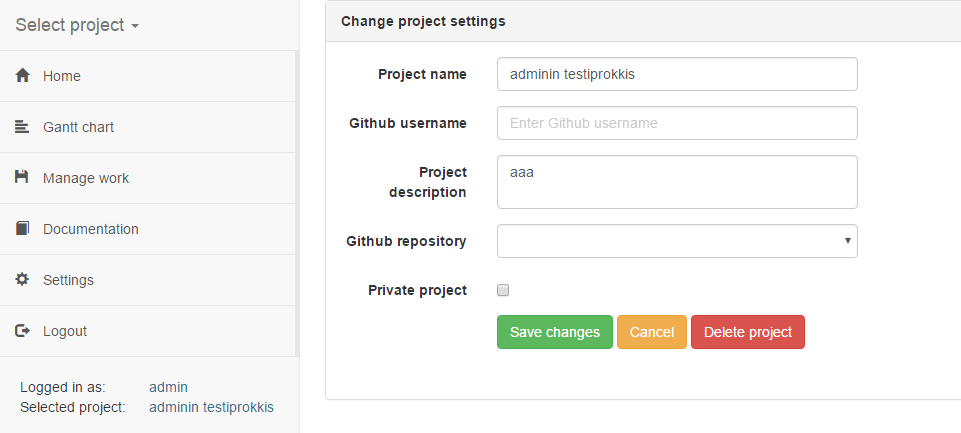 Select project
Home
Gantt chart
Manage work
Documentation
Settings
Logout
Logged in as: admin
Selected project: adminin testiprokkis
Change project settings
Project name adminin testiprokkis
Github username Enter Github username
Project description aaa
Github repository
Private project
Save changes Cancel Delete project